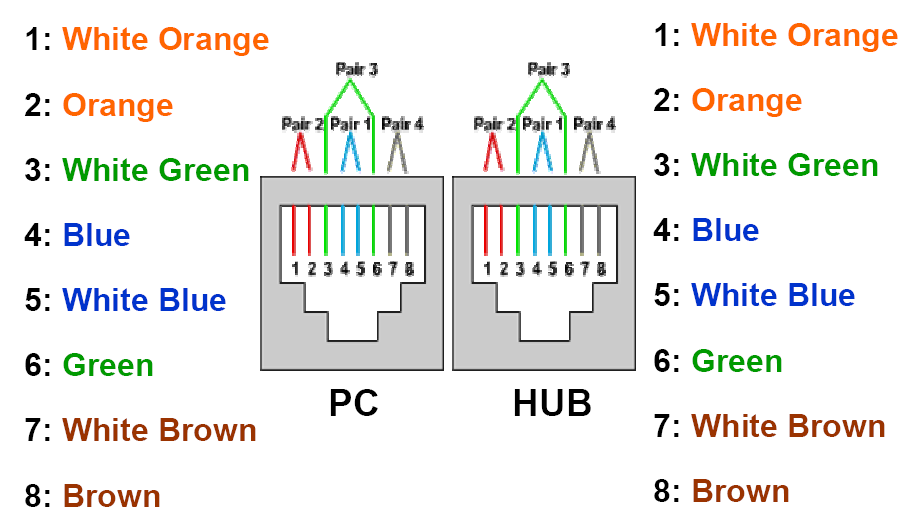 1: White Orange
2: Orange
3: White Green
4: Blue
5: White Blue
6: Green
7: White Brown
8: Brown
Pair 3
Pair 2 Pair 1 Pair 4
1 2 3 4 5 6 7 8
PC
Pair 3
Pair 2 Pair 1 Pair 4
1 2 3 4 5 6 7 8
HUB
1: White Orange
2: Orange
3: White Green
4: Blue
5: White Blue
6: Green
7: White Brown
8: Brown